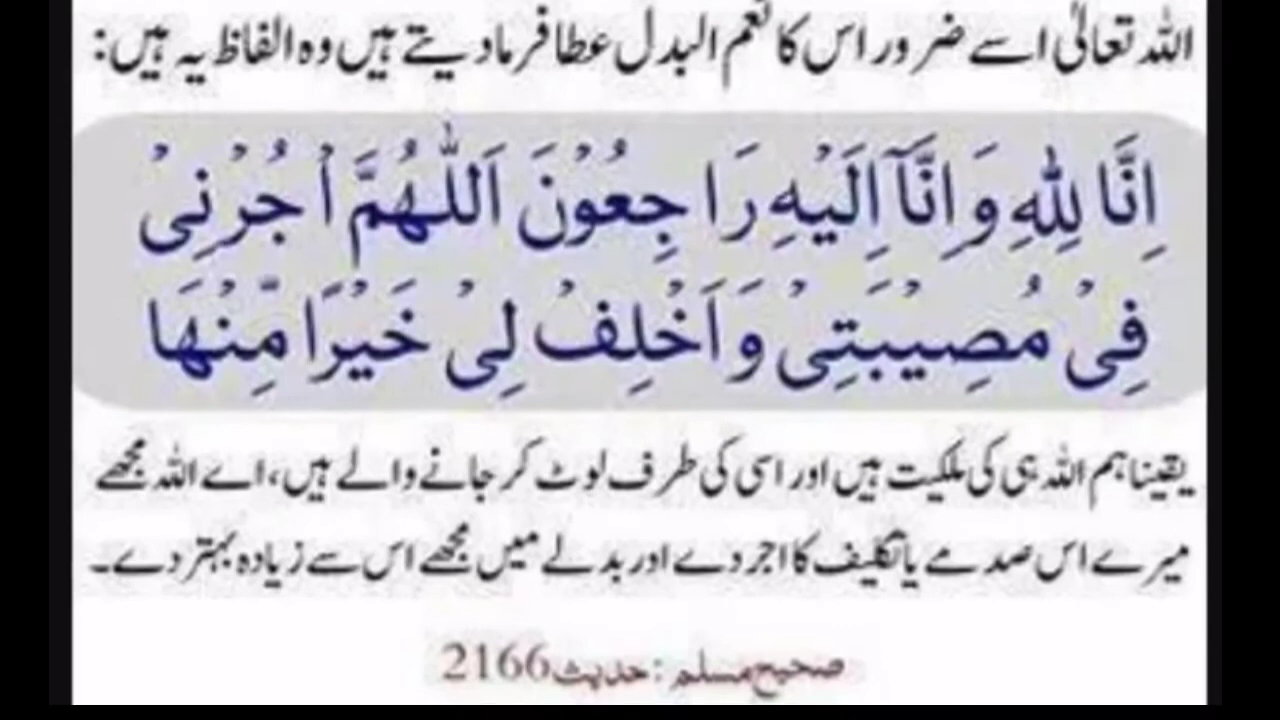 اللہ تعالیٰ اسے ضرور اس کا نعم البدل عطا فرما دیتے ہیں وہ الفاظ یہ ہیں:
اِنَّا لِلّٰهِ وَاِنَّآ اِلَيْهِ رَاجِعُوْنَ اَللّٰهُمَّ اْجُرْنِیْ
فِیْ مُصِيْبَتِیْ وَاَخْلِفْ لِیْ خَيْرًا مِّنْهَا
یقینا ہم اللہ ہی کی ملکیت ہیں اور اسی کی طرف لوٹ کر جانے والے ہیں، اے اللہ مجھے
میرے اس صدمے یا تکلیف کا اجر دے اور بدلے میں مجھے اس سے زیادہ بہتر دے۔
صحیح مسلم: حدیث 2166